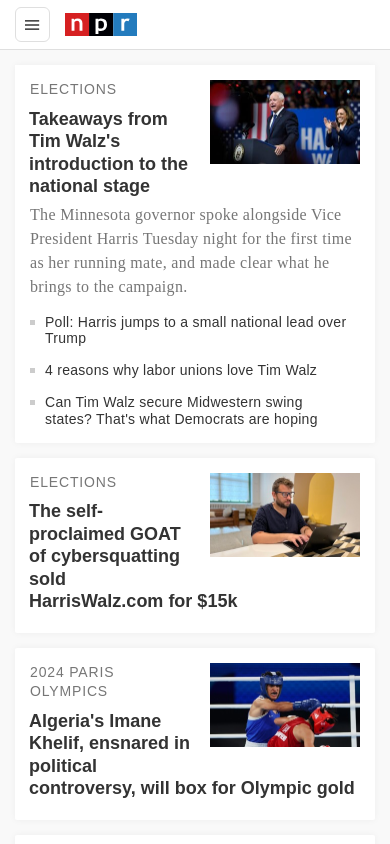 npr
ELECTIONS
Takeaways from
Tim Walz's
introduction to the
national stage
The Minnesota governor spoke alongside Vice
President Harris Tuesday night for the first time
as her running mate, and made clear what he
brings to the campaign.
Poll: Harris jumps to a small national lead over
Trump
4 reasons why labor unions love Tim Walz
Can Tim Walz secure Midwestern swing
states? That's what Democrats are hoping
ELECTIONS
The self-
proclaimed GOAT
of cybersquatting
sold
HarrisWalz.com for $15k
2024 PARIS
OLYMPICS
Algeria's Imane
Khelif, ensnared in
political
controversy, will box for Olympic gold